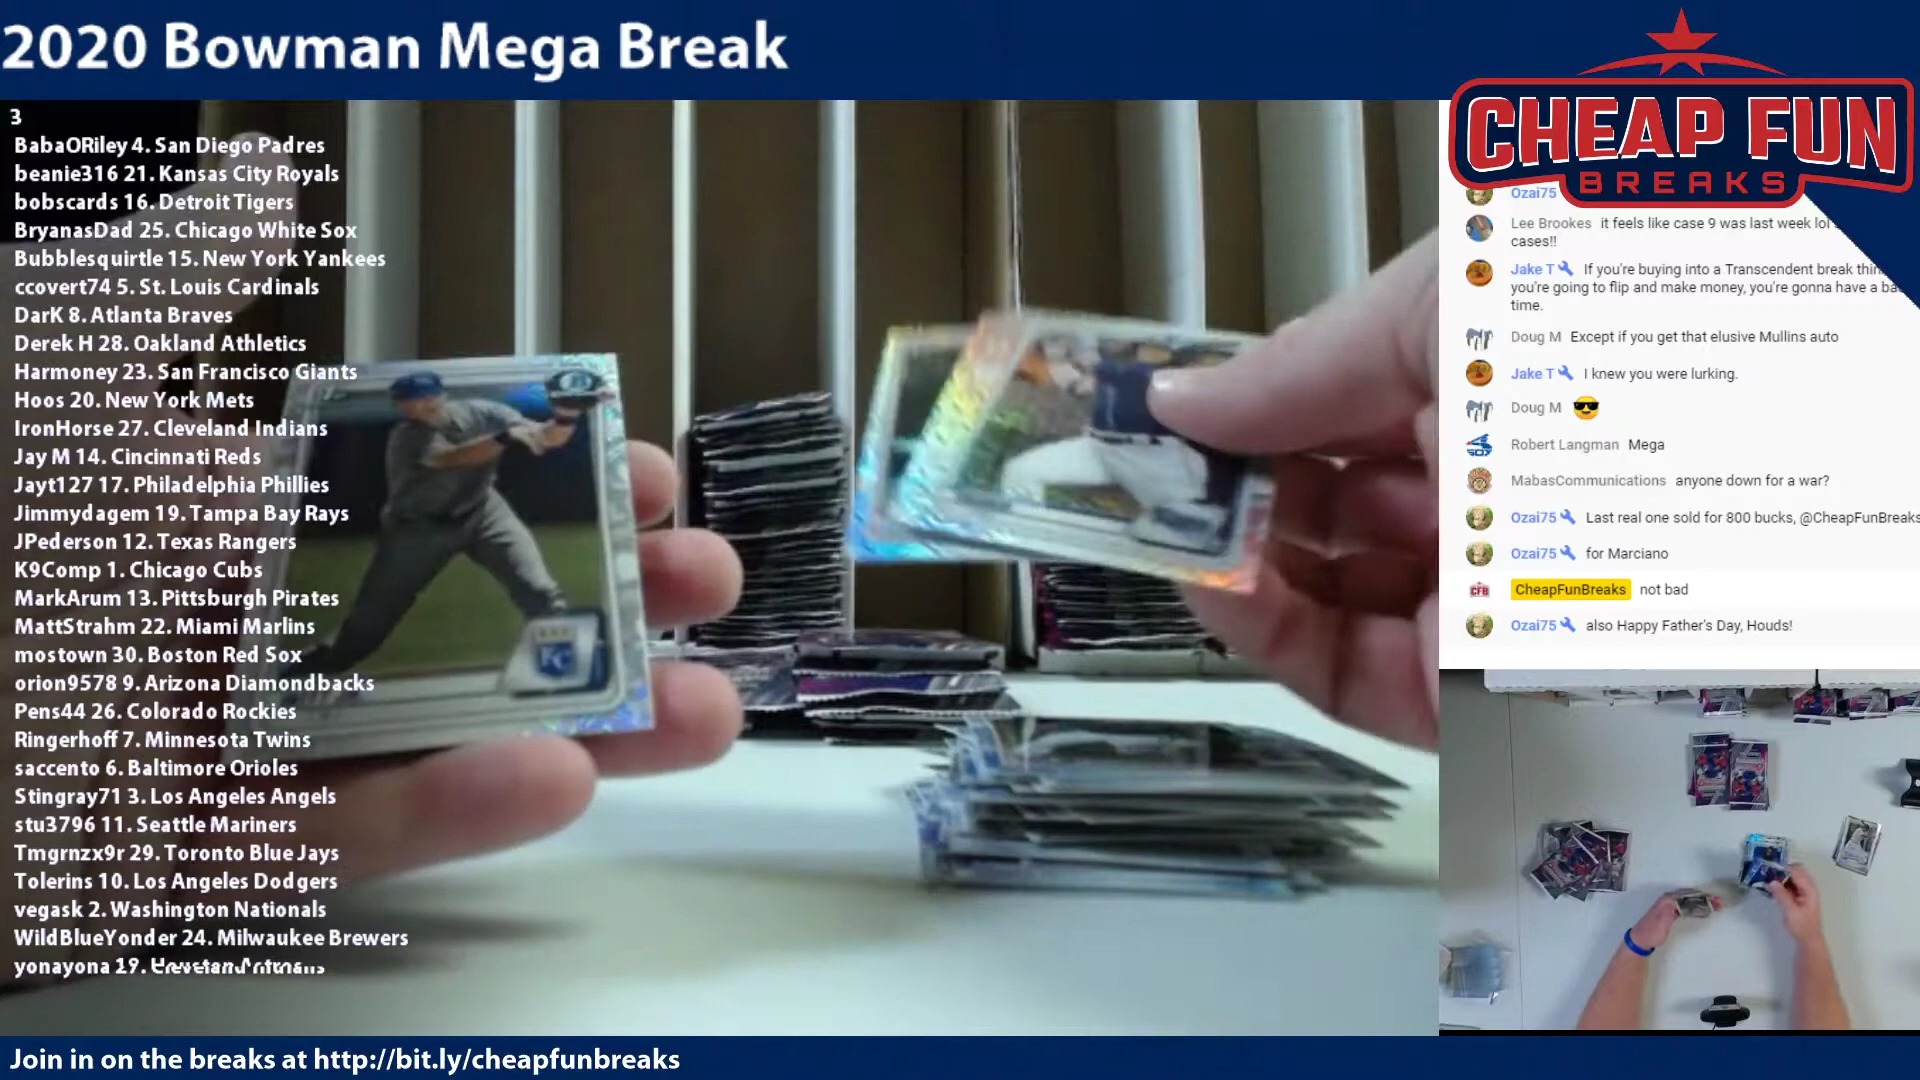 2020 Bowman Mega Break
3
BabaORiley 4. San Diego Padres
beanie316 21. Kansas City Royals
bobscards 16. Detroit Tigers
BryanasDad 25. Chicago White Sox
Bubblesquirtle 15. New York Yankees
ccovert74 5. St. Louis Cardinals
DarK 8. Atlanta Braves
Derek H 28. Oakland Athletics
Harmoney 23. San Francisco Giants
Hoos 20. New York Mets
IronHorse 27. Cleveland Indians
Jay M 14. Cincinnati Reds
Jayt127 17. Philadelphia Phillies
Jimmydagem 19. Tampa Bay Rays
JPederson 12. Texas Rangers
K9Comp 1. Chicago Cubs
MarkArum 13. Pittsburgh Pirates
MattStrahm 22. Miami Marlins
mostown 30. Boston Red Sox
orion9578 9. Arizona Diamondbacks
Pens44 26. Colorado Rockies
Ringerhoff 7. Minnesota Twins
saccento 6. Baltimore Orioles
Stingray71 3. Los Angeles Angels
stu3796 11. Seattle Mariners
Tmgrnzx9r 29. Toronto Blue Jays
Tolerins 10. Los Angeles Dodgers
vegask 2. Washington Nationals
WildBlueYonder 24. Milwaukee Brewers
yonayona
KC
CHEAP FUN
BREAKS
Ozai75
Lee Brookes it feels like case 9 was last week lol
cases!!
Jake T If you're buying into a Transcendent break
you're going to flip and make money, you're gonna have a
time.
Doug M Except if you get that elusive Mullins auto
Jake T I knew you were lurking.
Doug M 😎
Robert Langman Mega
MabasCommunications anyone down for a war?
Ozai75 Last real one sold for 800 bucks, @CheapFunBreaks
Ozai75 for Marciano
CFB CheapFunBreaks not bad
Ozai75 also Happy Father's Day, Houds!
Join in on the breaks at http://bit.ly/cheapfunbreaks